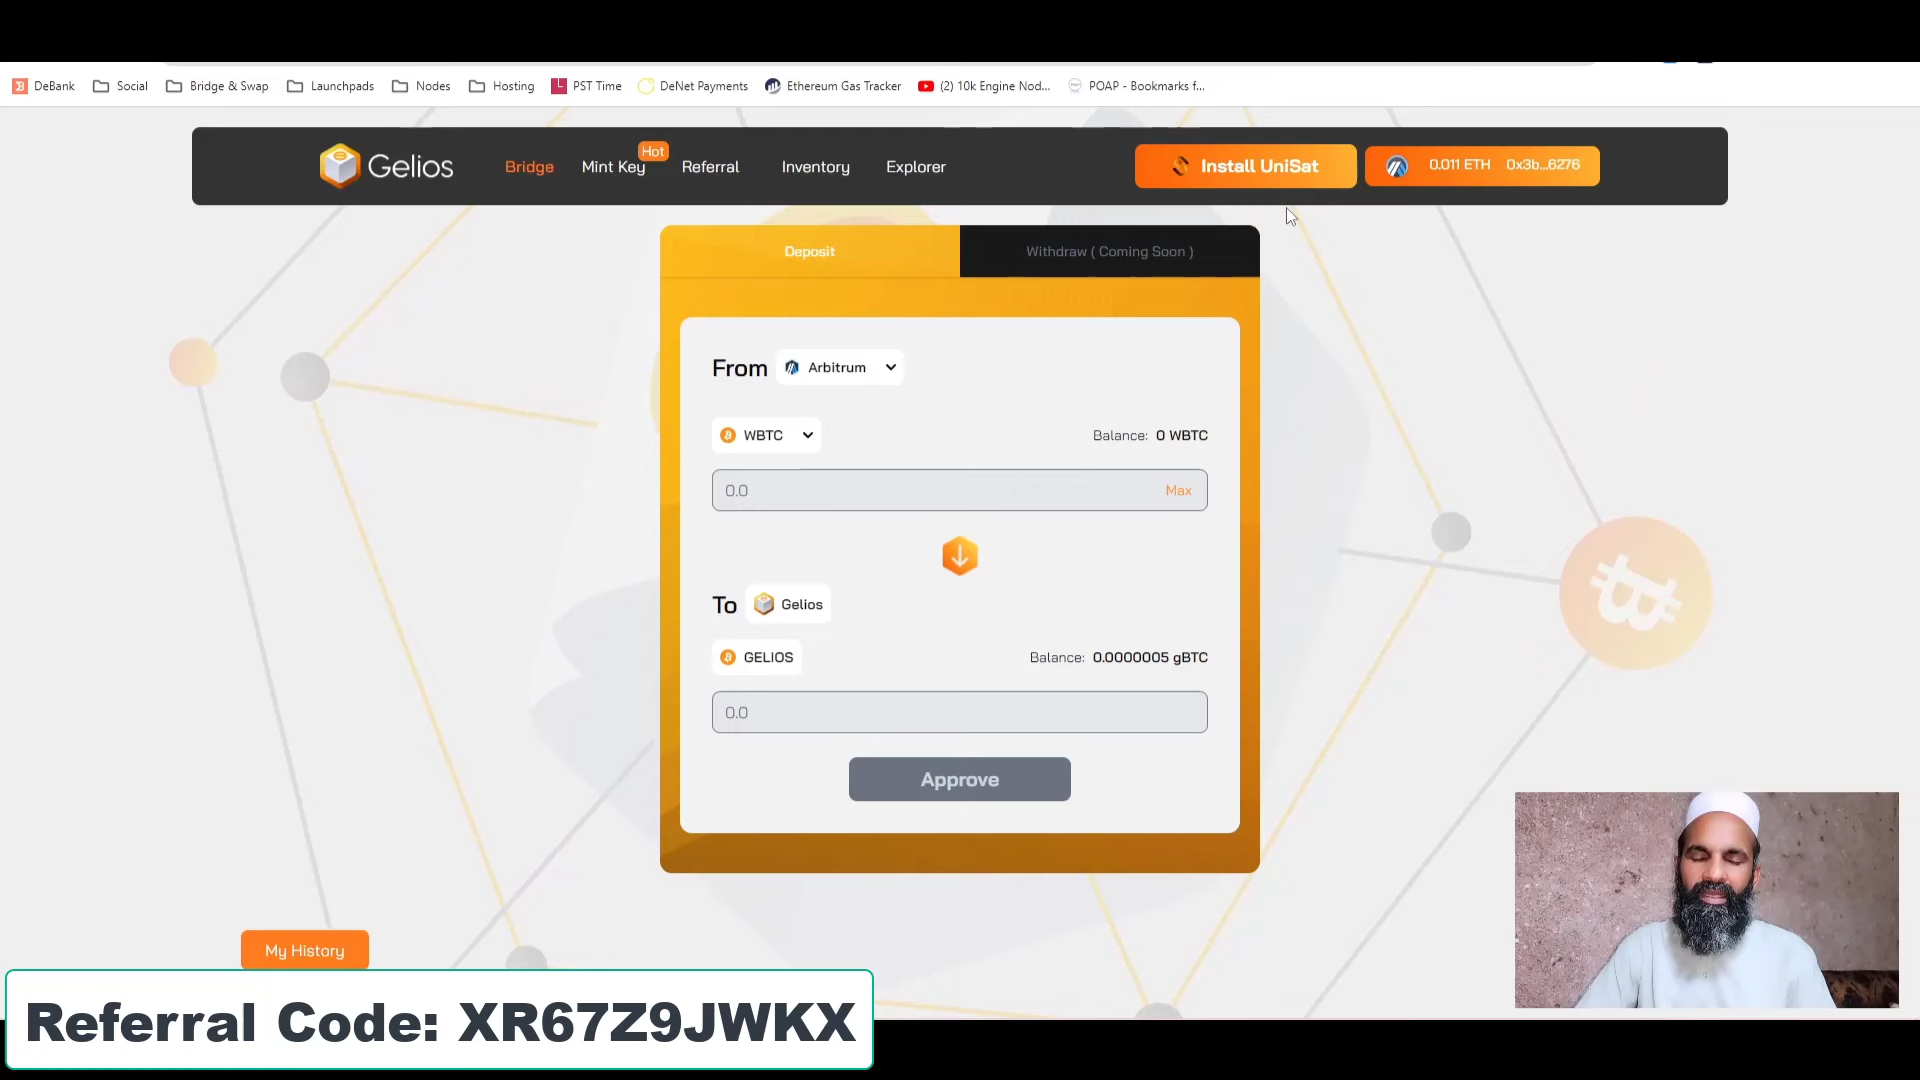 DeBank Social Bridge & Swap Launchpads Nodes Hosting PST Time DeNet Payments Ethereum Gas Tracker (2) 10k Engine Nod... POAP - Bookmarks f...
Hot
Gelios Bridge Mint Key Referral Inventory Explorer Install UniSat 0.011 ETH 0x3b...6276
Deposit Withdraw ( Coming Soon )
From Arbitrum
WBTC Balance: 0 WBTC
0.0 Max
To Gelios
GELIOS Balance: 0.0000005 gBTC
0.0
Approve
My History
Referral Code: XR67Z9JWKX